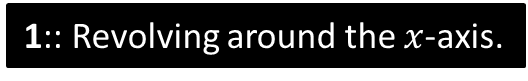 1:: Revolving around the 𝑥-axis.